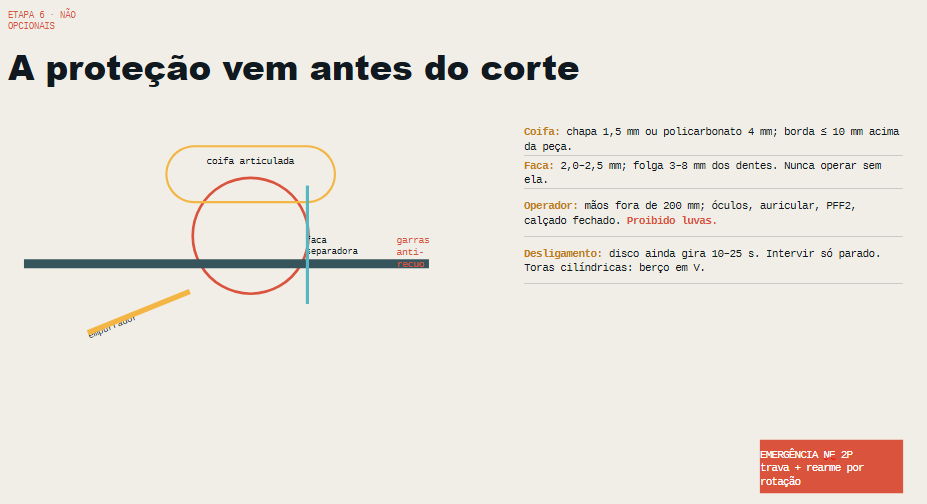 ETAPA 6 · NÃO
OPCIONAIS
A proteção vem antes do corte
coifa articulada
faca
separadora
garras
anti-
recuo
empurrador
Coifa: chapa 1,5 mm ou policarbonato 4 mm; borda ≤ 10 mm acima
da peça.
Faca: 2,0–2,5 mm; folga 3–8 mm dos dentes. Nunca operar sem
ela.
Operador: mãos fora de 200 mm; óculos, auricular, PFF2,
calçado fechado. Proibido luvas.
Desligamento: disco ainda gira 10–25 s. Intervir só parado.
Toras cilíndricas: berço em V.
EMERGÊNCIA NF 2P
trava + rearme por
rotação